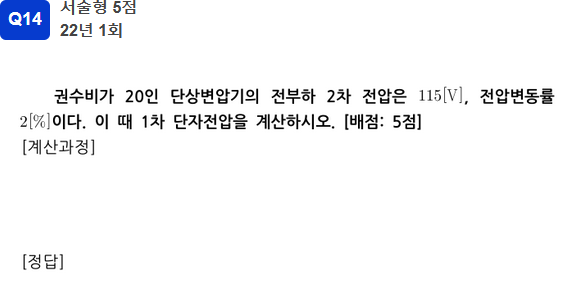 Q14
서술형 5점
22년 1회
권수비가 20인 단상변압기의 전부하 2차 전압은 115[V], 전압변동률
2[%]이다. 이 때 1차 단자전압을 계산하시오. [배점: 5점]
[계산과정]
[정답]